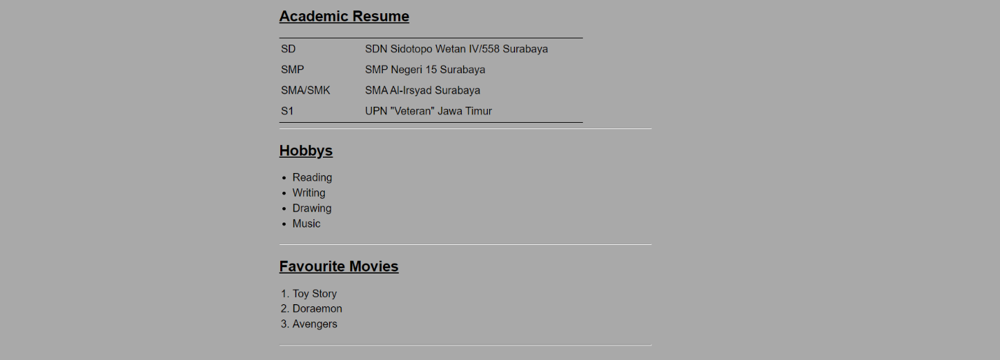 Academic Resume
SD SDN Sidotopo Wetan IV/558 Surabaya
SMP SMP Negeri 15 Surabaya
SMA/SMK SMA Al-Irsyad Surabaya
S1 UPN "Veteran" Jawa Timur
Hobbys
• Reading
• Writing
• Drawing
• Music
Favourite Movies
1. Toy Story
2. Doraemon
3. Avengers